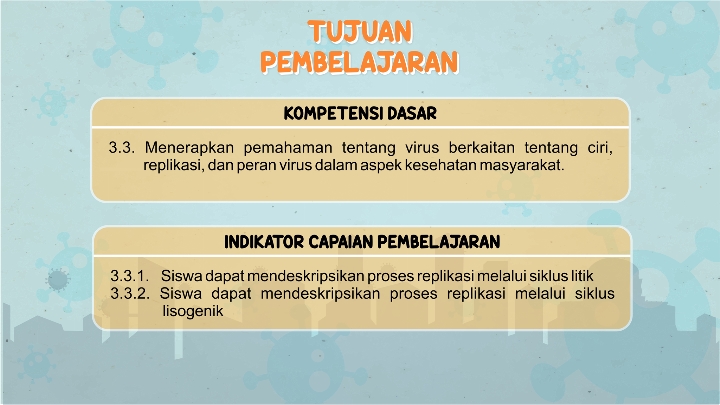 TUJUAN
PEMBELAJARAN
KOMPETENSI DASAR
3.3. Menerapkan pemahaman tentang virus berkaitan tentang ciri,
replikasi, dan peran virus dalam aspek kesehatan masyarakat.
INDIKATOR CAPAIAN PEMBELAJARAN
3.3.1. Siswa dapat mendeskripsikan proses replikasi melalui siklus litik
3.3.2. Siswa dapat mendeskripsikan proses replikasi melalui siklus
lisogenik